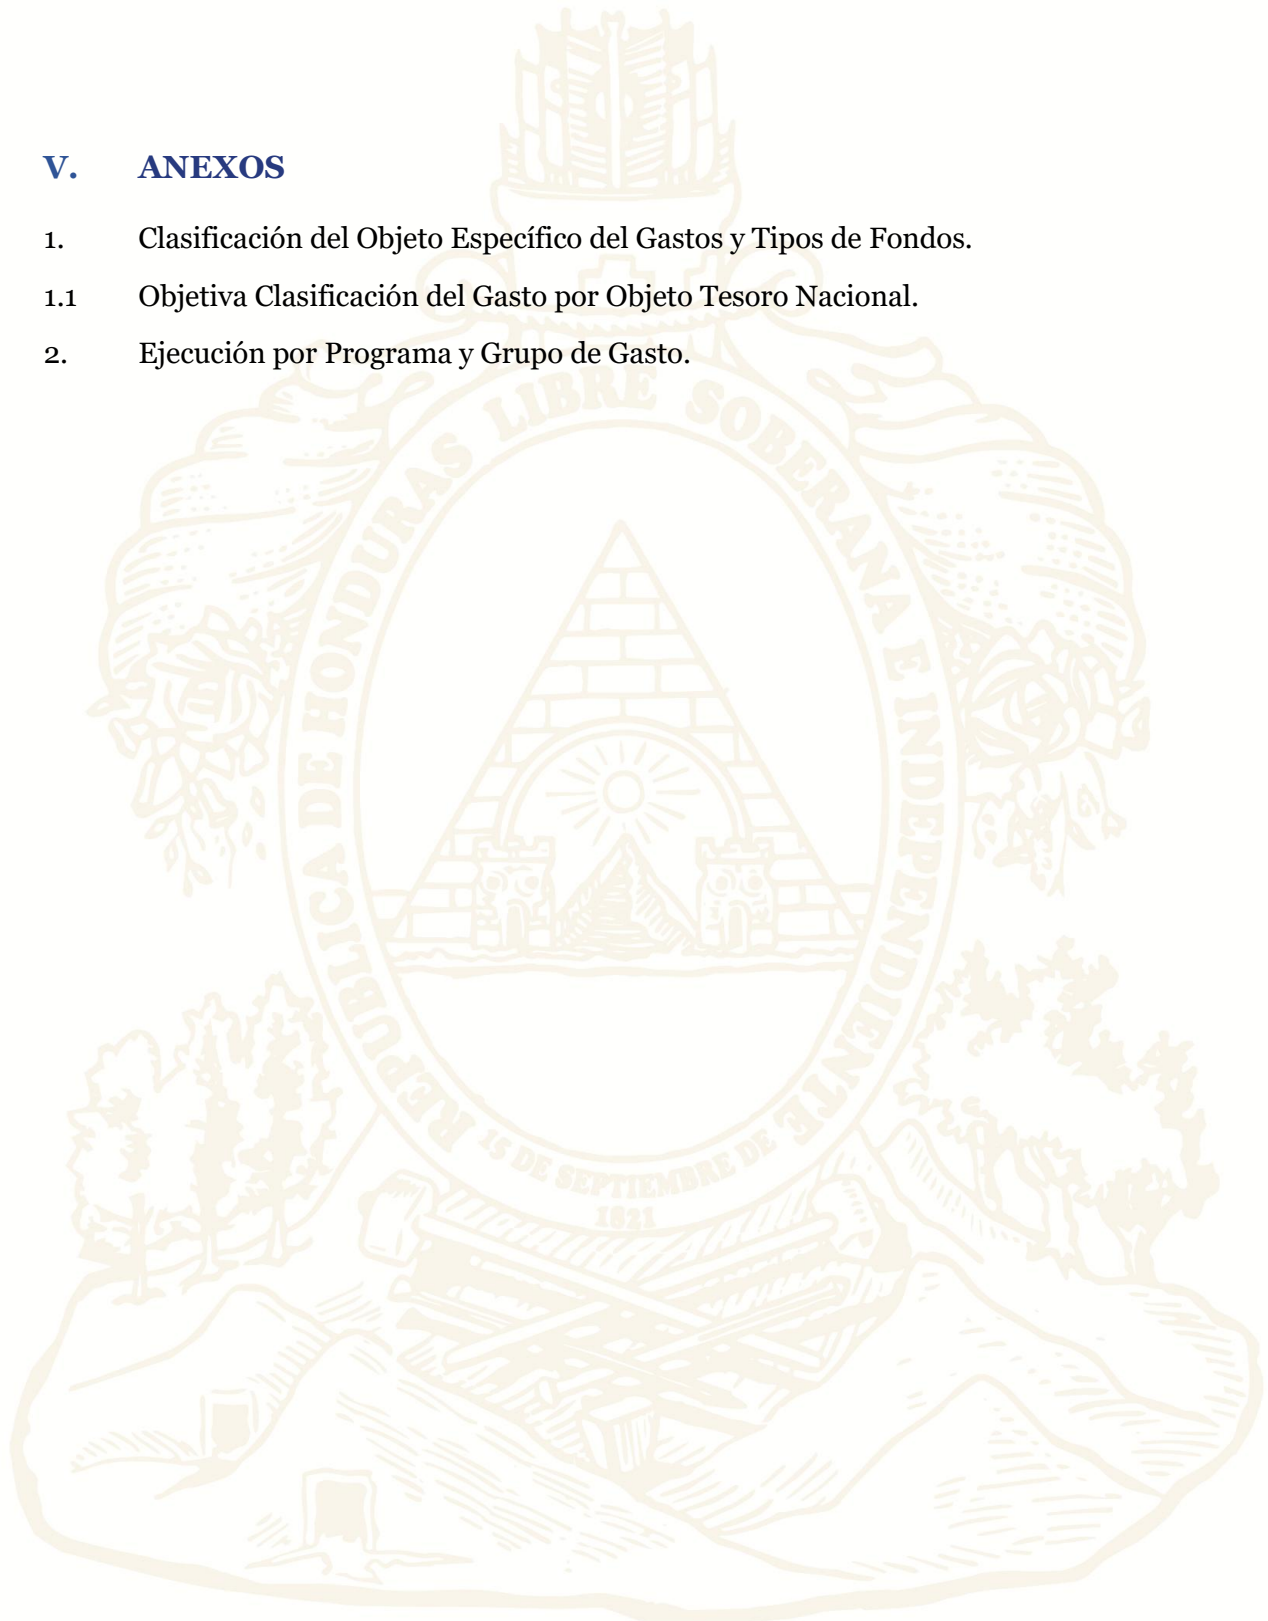 V. ANEXOS
1. Clasificación del Objeto Específico del Gastos y Tipos de Fondos.
1.1 Objetiva Clasificación del Gasto por Objeto Tesoro Nacional.
2. Ejecución por Programa y Grupo de Gasto.
REPUBLICA DE HONDURAS LIBRE SOBERANA E INDEPENDIENTE
15 DE SEPTIEMBRE DE
1821